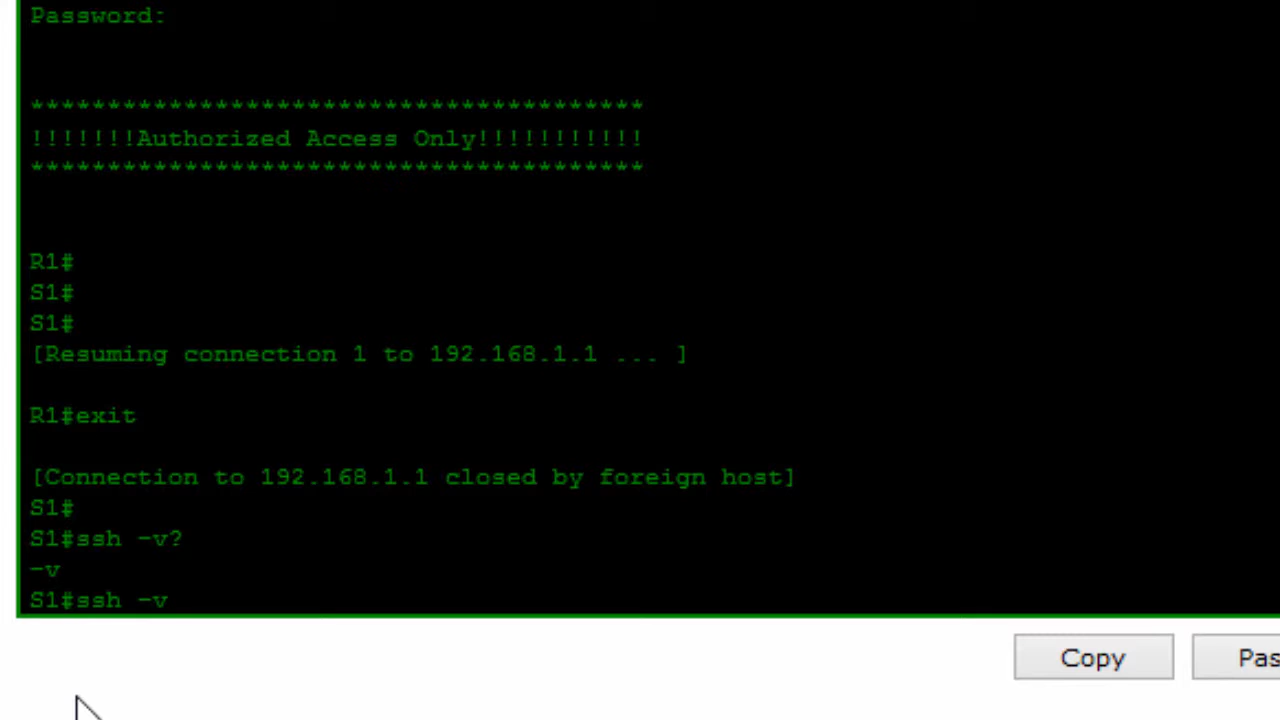 Password:
****************************************
!!!!!!!Authorized Access Only!!!!!!!!!!!
****************************************
R1#
S1#
S1#
[Resuming connection 1 to 192.168.1.1 ... ]
R1#exit
[Connection to 192.168.1.1 closed by foreign host]
S1#
S1#ssh -v?
-v
S1#ssh -v
Copy